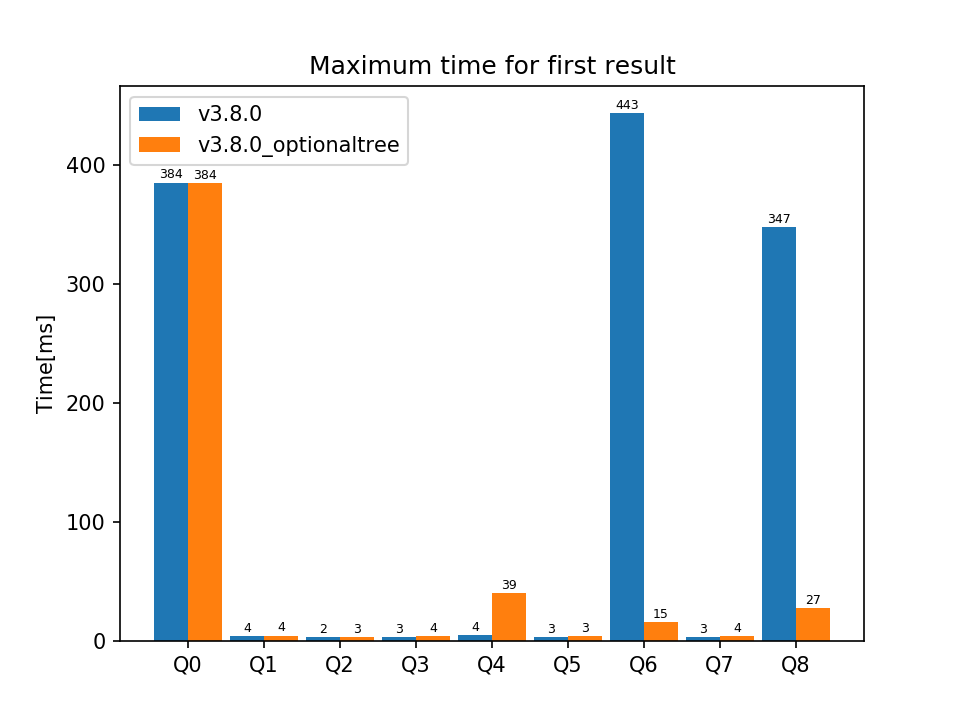 Maximum time for first result
v3.8.0
v3.8.0_optionaltree
Time[ms]
400
300
200
100
0
384 384
4 4
2 3
3 4
4 39
3 3
443 15
3 4
347 27
Q0 Q1 Q2 Q3 Q4 Q5 Q6 Q7 Q8